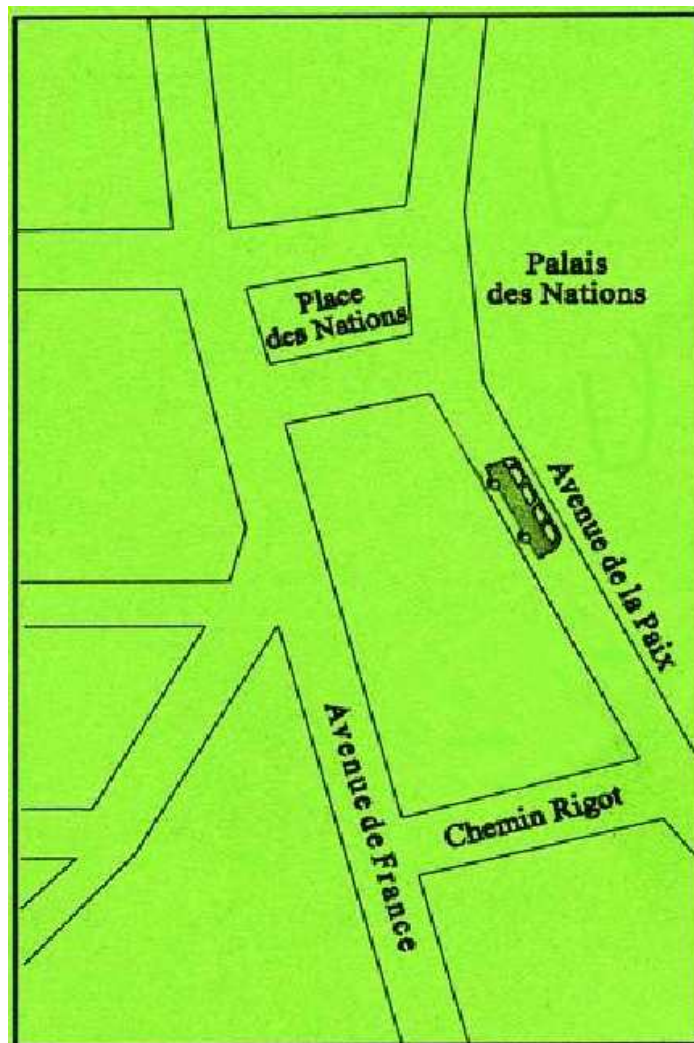 Palais
des Nations
Place
des Nations
Avenue de la Paix
Avenue de France
Chemin Rigot